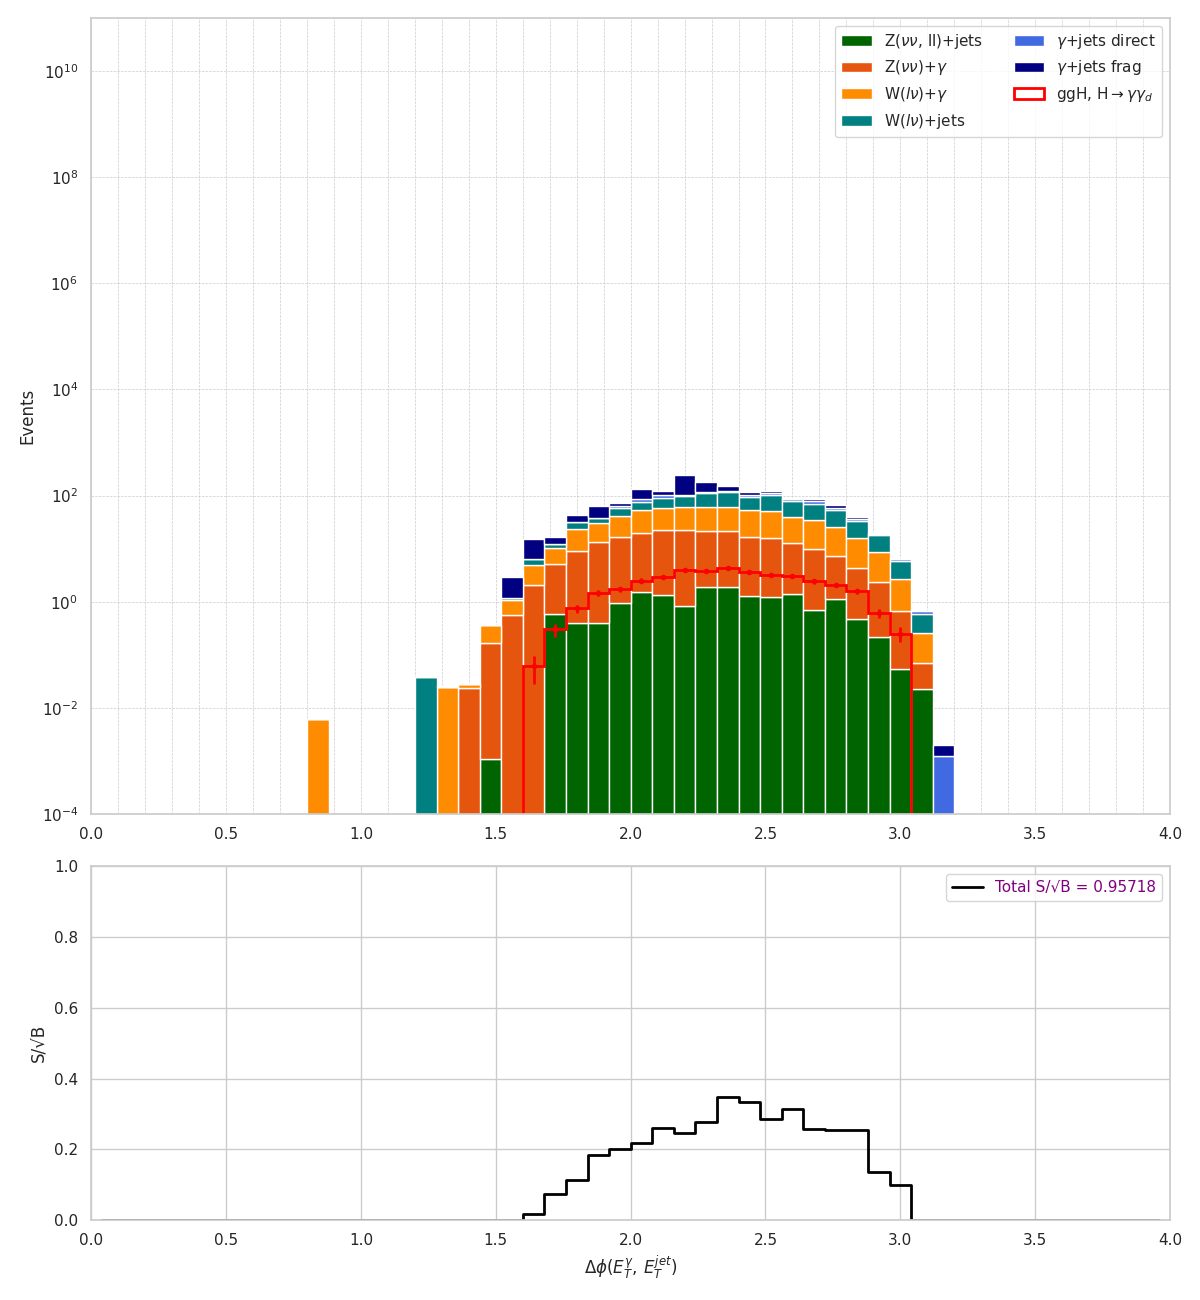 Z(νν, ll)+jets
Z(νν)+γ
W(lν)+γ
W(lν)+jets
γ+jets direct
γ+jets frag
ggH, H→γγ_d
Events
10^10
10^8
10^6
10^4
10^2
10^0
10^−2
10^−4
0.0 0.5 1.0 1.5 2.0 2.5 3.0 3.5 4.0
Total S/√B = 0.95718
S/√B
1.0
0.8
0.6
0.4
0.2
0.0
0.0 0.5 1.0 1.5 2.0 2.5 3.0 3.5 4.0
Δϕ(E_T^γ, E_T^jet)